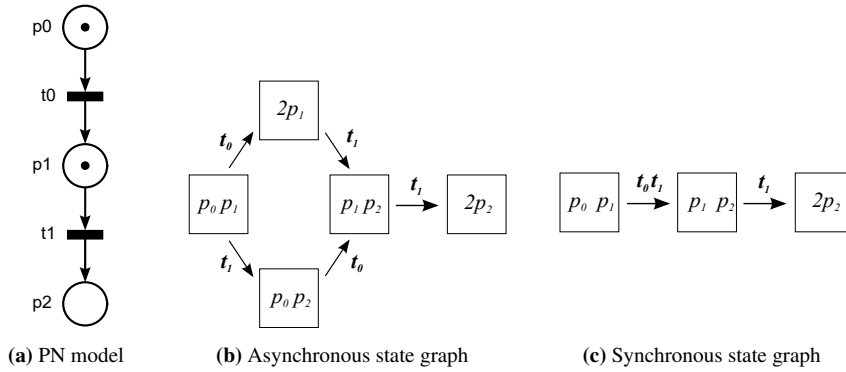 p0
t0
p1
t1
p2
(a) PN model
2p₁
t₀
t₁
p₀ p₁
p₁ p₂
t₁
2p₂
t₁
t₀
p₀ p₂
(b) Asynchronous state graph
p₀ p₁
t₀t₁
p₁ p₂
t₁
2p₂
(c) Synchronous state graph